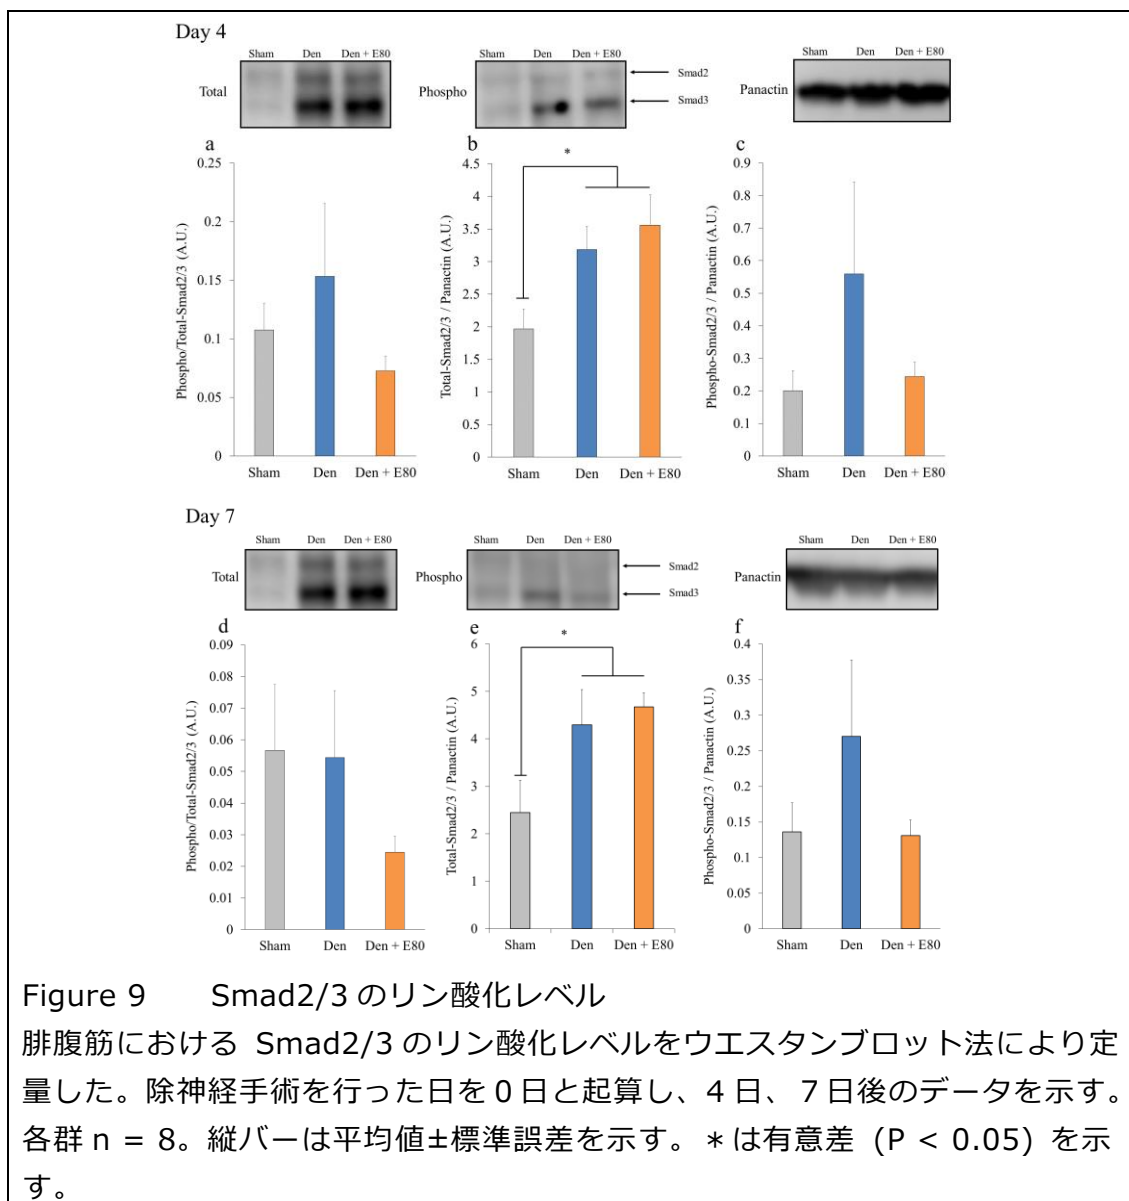 Day 4
Sham Den Den + E80
Total
Sham Den Den + E80
Phospho
Smad2
Smad3
Sham Den Den + E80
Panactin
a
Phospho/Total-Smad2/3 (A.U.)
0.25
0.2
0.15
0.1
0.05
0
Sham Den Den + E80
b
*
Total-Smad2/3 / Panactin (A.U.)
4.5
4
3.5
3
2.5
2
1.5
1
0.5
0
Sham Den Den + E80
c
Phospho-Smad2/3 / Panactin (A.U.)
0.9
0.8
0.7
0.6
0.5
0.4
0.3
0.2
0.1
0
Sham Den Den + E80
Day 7
Sham Den Den + E80
Total
Sham Den Den + E80
Phospho
Smad2
Smad3
Sham Den Den + E80
Panactin
d
Phospho/Total-Smad2/3 (A.U.)
0.09
0.08
0.07
0.06
0.05
0.04
0.03
0.02
0.01
0
Sham Den Den + E80
e
*
Total-Smad2/3 / Panactin (A.U.)
6
5
4
3
2
1
0
Sham Den Den + E80
f
Phospho-Smad2/3 / Panactin (A.U.)
0.4
0.35
0.3
0.25
0.2
0.15
0.1
0.05
0
Sham Den Den + E80
Figure 9 Smad2/3 のリン酸化レベル
腓腹筋における Smad2/3 のリン酸化レベルをウエスタンブロット法により定
量した。除神経手術を行った日を０日と起算し、４日、７日後のデータを示す。
各群 n = 8。縦バーは平均値±標準誤差を示す。＊は有意差 (P < 0.05) を示
す。